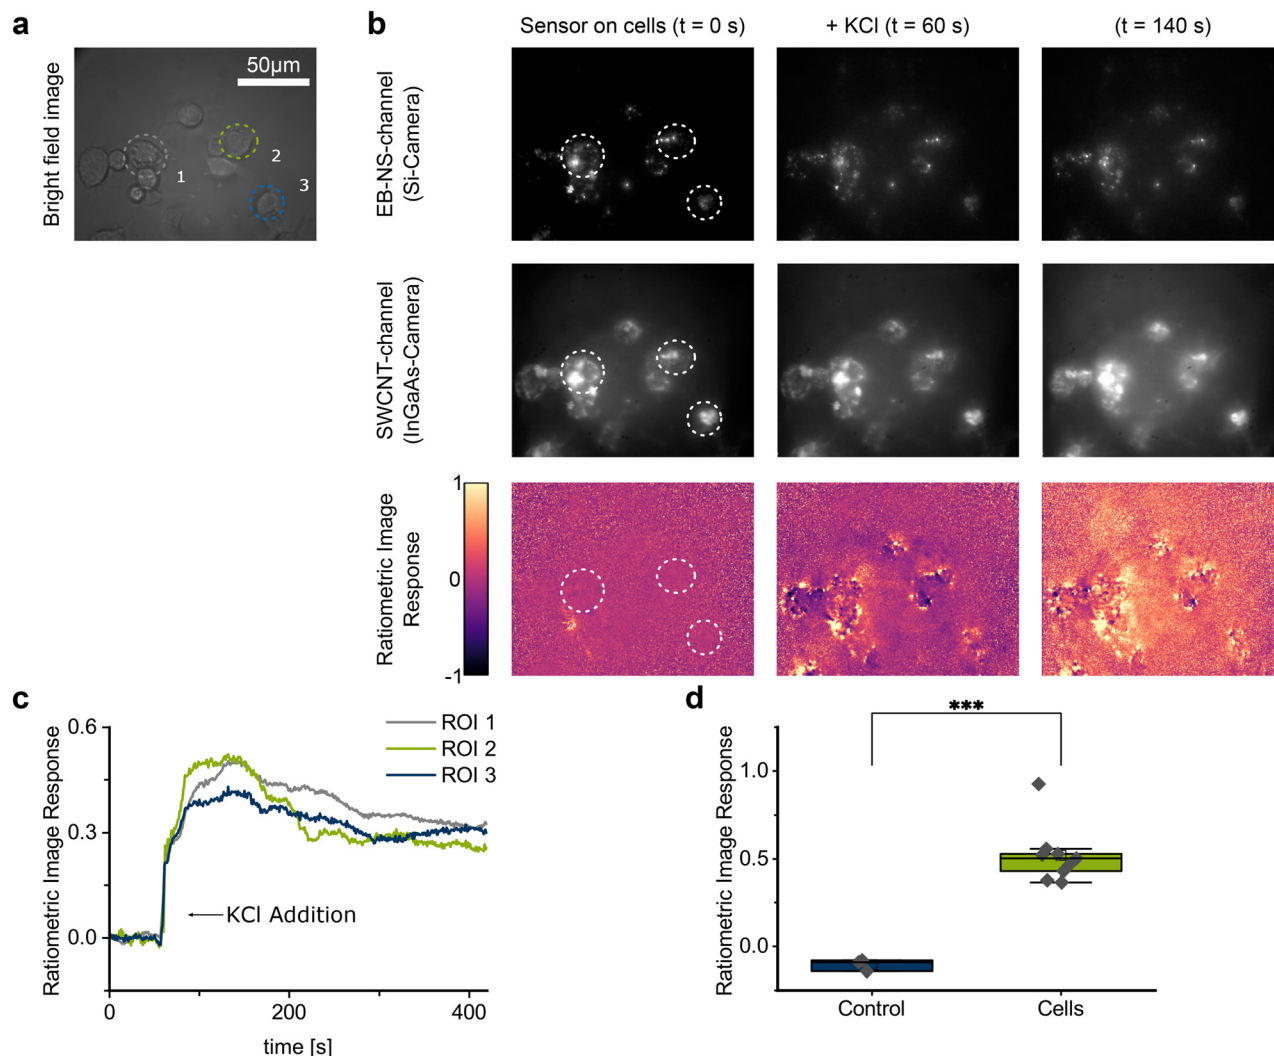 a
Bright field image
50µm
1
2
3
b
Sensor on cells (t = 0 s)
+ KCl (t = 60 s)
(t = 140 s)
EB-NS-channel
(Si-Camera)
SWCNT-channel
(InGaAs-Camera)
Ratiometric Image
Response
1
0
-1
c
Ratiometric Image Response
0.6
0.3
0.0
ROI 1
ROI 2
ROI 3
KCl Addition
0
200
400
time [s]
d
Ratiometric Image Response
1.0
0.5
0.0
***
Control
Cells